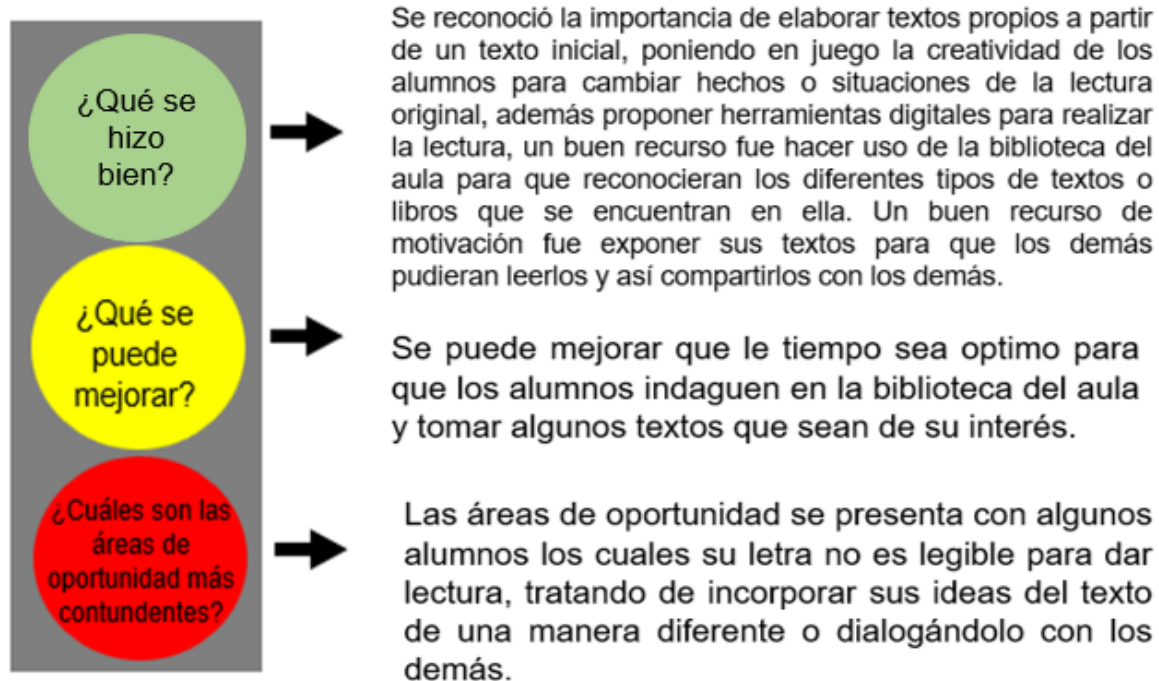 ¿Qué se
hizo
bien?
Se reconoció la importancia de elaborar textos propios a partir
de un texto inicial, poniendo en juego la creatividad de los
alumnos para cambiar hechos o situaciones de la lectura
original, además proponer herramientas digitales para realizar
la lectura, un buen recurso fue hacer uso de la biblioteca del
aula para que reconocieran los diferentes tipos de textos o
libros que se encuentran en ella. Un buen recurso de
motivación fue exponer sus textos para que los demás
pudieran leerlos y así compartirlos con los demás.
¿Qué se
puede
mejorar?
Se puede mejorar que le tiempo sea optimo para
que los alumnos indaguen en la biblioteca del aula
y tomar algunos textos que sean de su interés.
¿Cuáles son las
áreas de
oportunidad más
contundentes?
Las áreas de oportunidad se presenta con algunos
alumnos los cuales su letra no es legible para dar
lectura, tratando de incorporar sus ideas del texto
de una manera diferente o dialogándolo con los
demás.